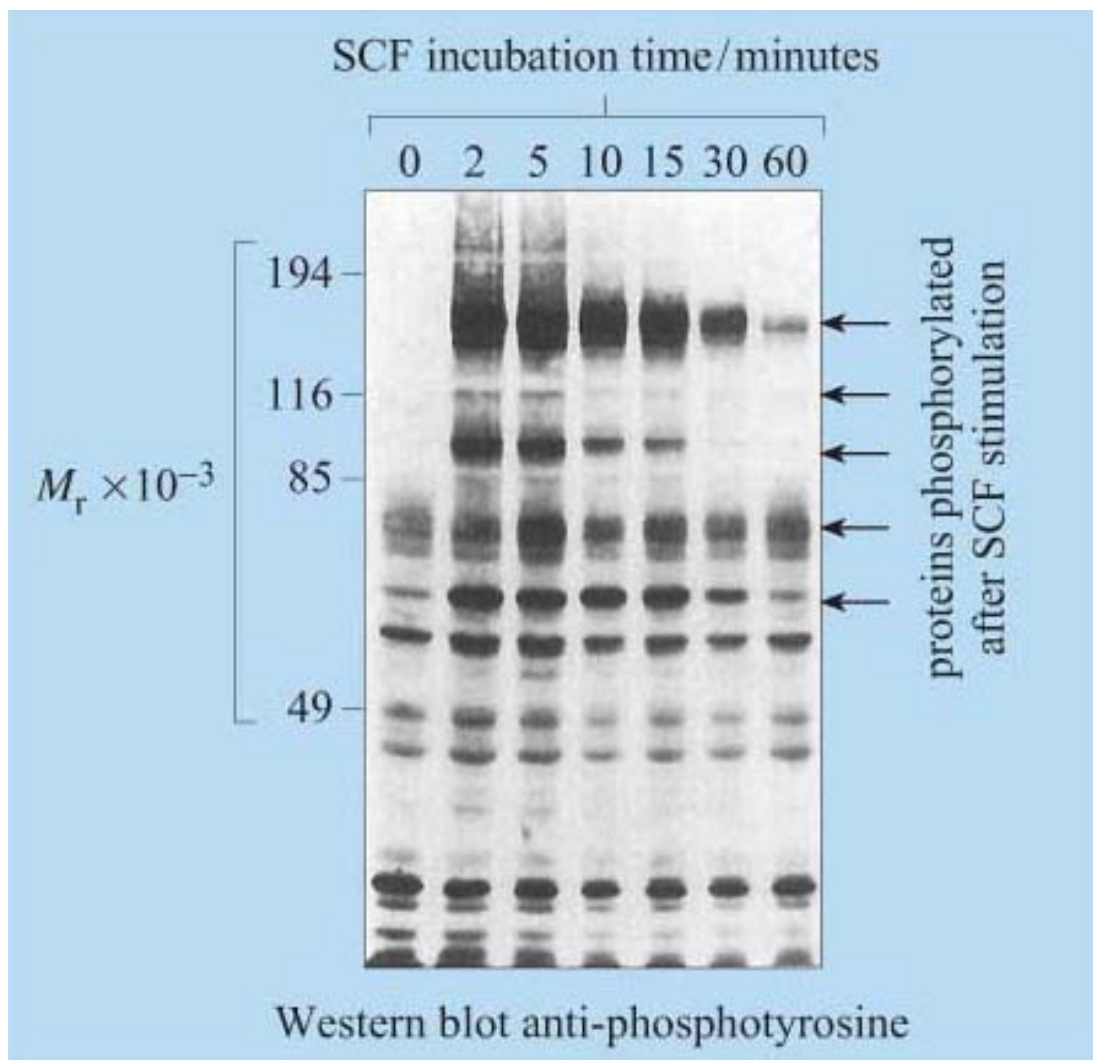 SCF incubation time/minutes
0 2 5 10 15 30 60
194
116
85
49
Mr ×10−3
proteins phosphorylated
after SCF stimulation
Western blot anti-phosphotyrosine